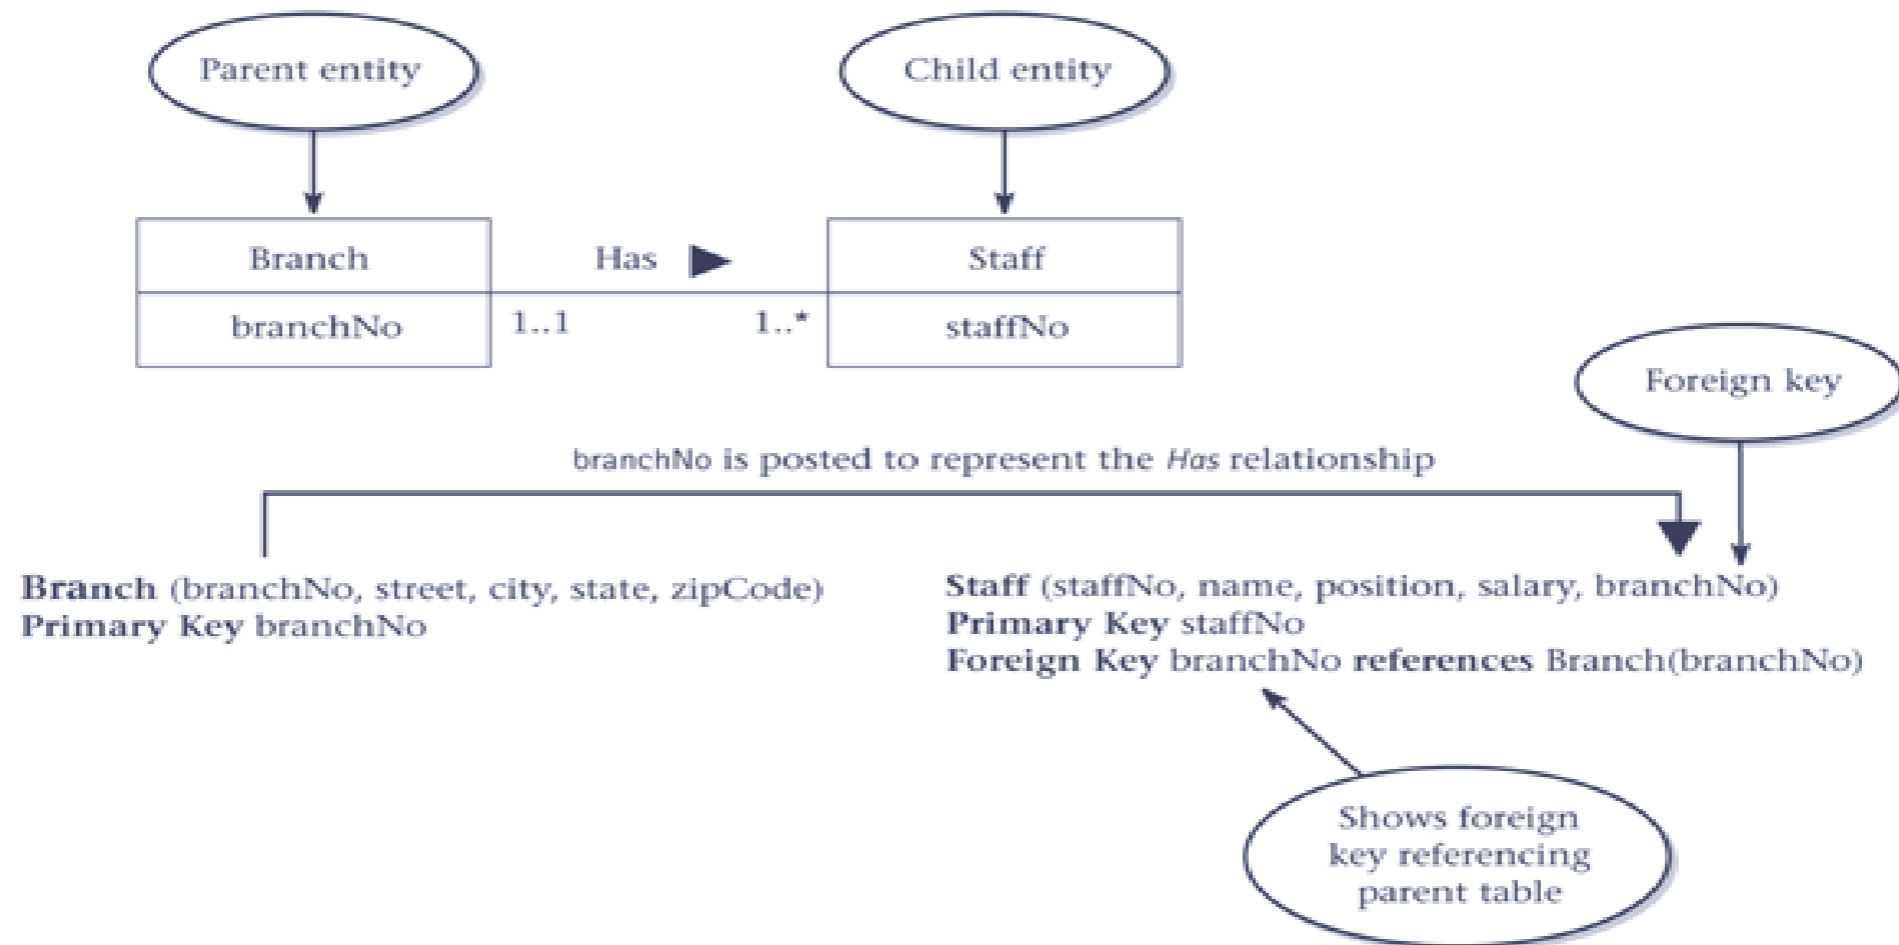 Parent entity
Child entity
Branch
Has
Staff
branchNo
1..1
1..*
staffNo
Foreign key
branchNo is posted to represent the Has relationship
Branch (branchNo, street, city, state, zipCode)
Primary Key branchNo
Staff (staffNo, name, position, salary, branchNo)
Primary Key staffNo
Foreign Key branchNo references Branch(branchNo)
Shows foreign
key referencing
parent table